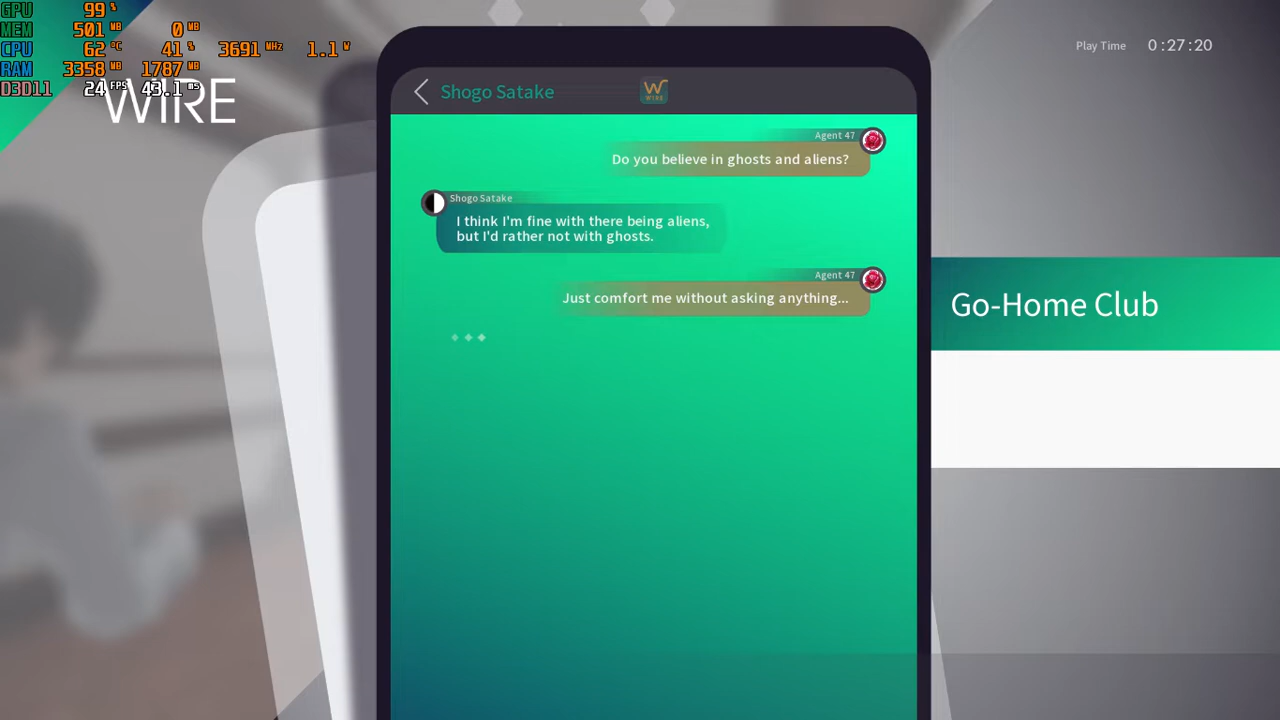 GPU 99 %
MEM 501 MB 0 MB
CPU 62 °C 41 % 3691 MHz 1.1 W
RAM 3358 MB 1787 MB
D3D11 24 FPS 43.1 ms
WIRE
Play Time 0:27:20
Shogo Satake
W
WIRE
Agent 47
Do you believe in ghosts and aliens?
Shogo Satake
I think I'm fine with there being aliens,
but I'd rather not with ghosts.
Agent 47
Just comfort me without asking anything...
Go-Home Club